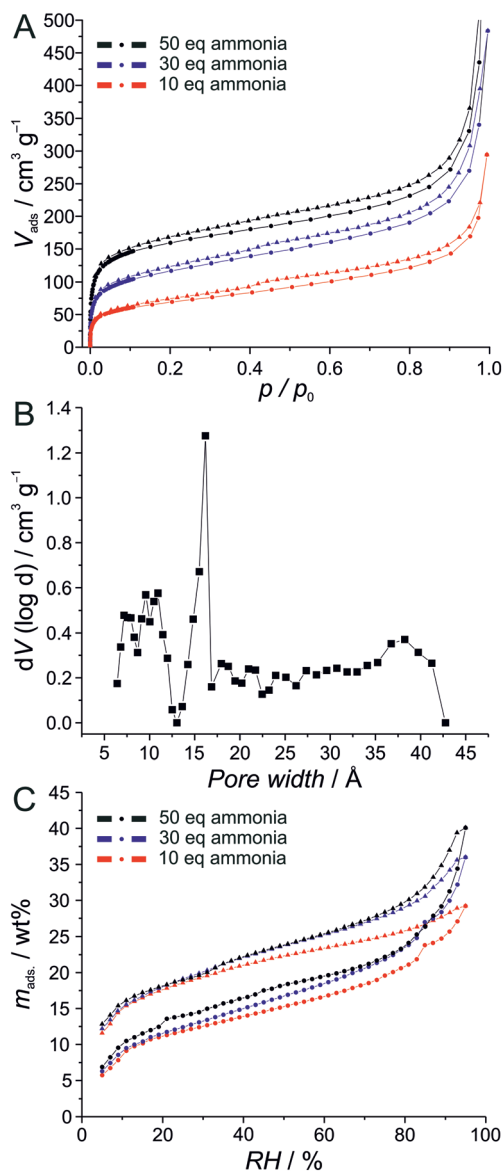 A
50 eq ammonia
30 eq ammonia
10 eq ammonia
V_ads / cm³ g⁻¹
500
450
400
350
300
250
200
150
100
50
0
0.0 0.2 0.4 0.6 0.8 1.0
p / p₀
B
dV (log d) / cm³ g⁻¹
1.4
1.2
1.0
0.8
0.6
0.4
0.2
0.0
5 10 15 20 25 30 35 40 45
Pore width / Å
C
50 eq ammonia
30 eq ammonia
10 eq ammonia
m_ads. / wt%
45
40
35
30
25
20
15
10
5
0
0 20 40 60 80 100
RH / %